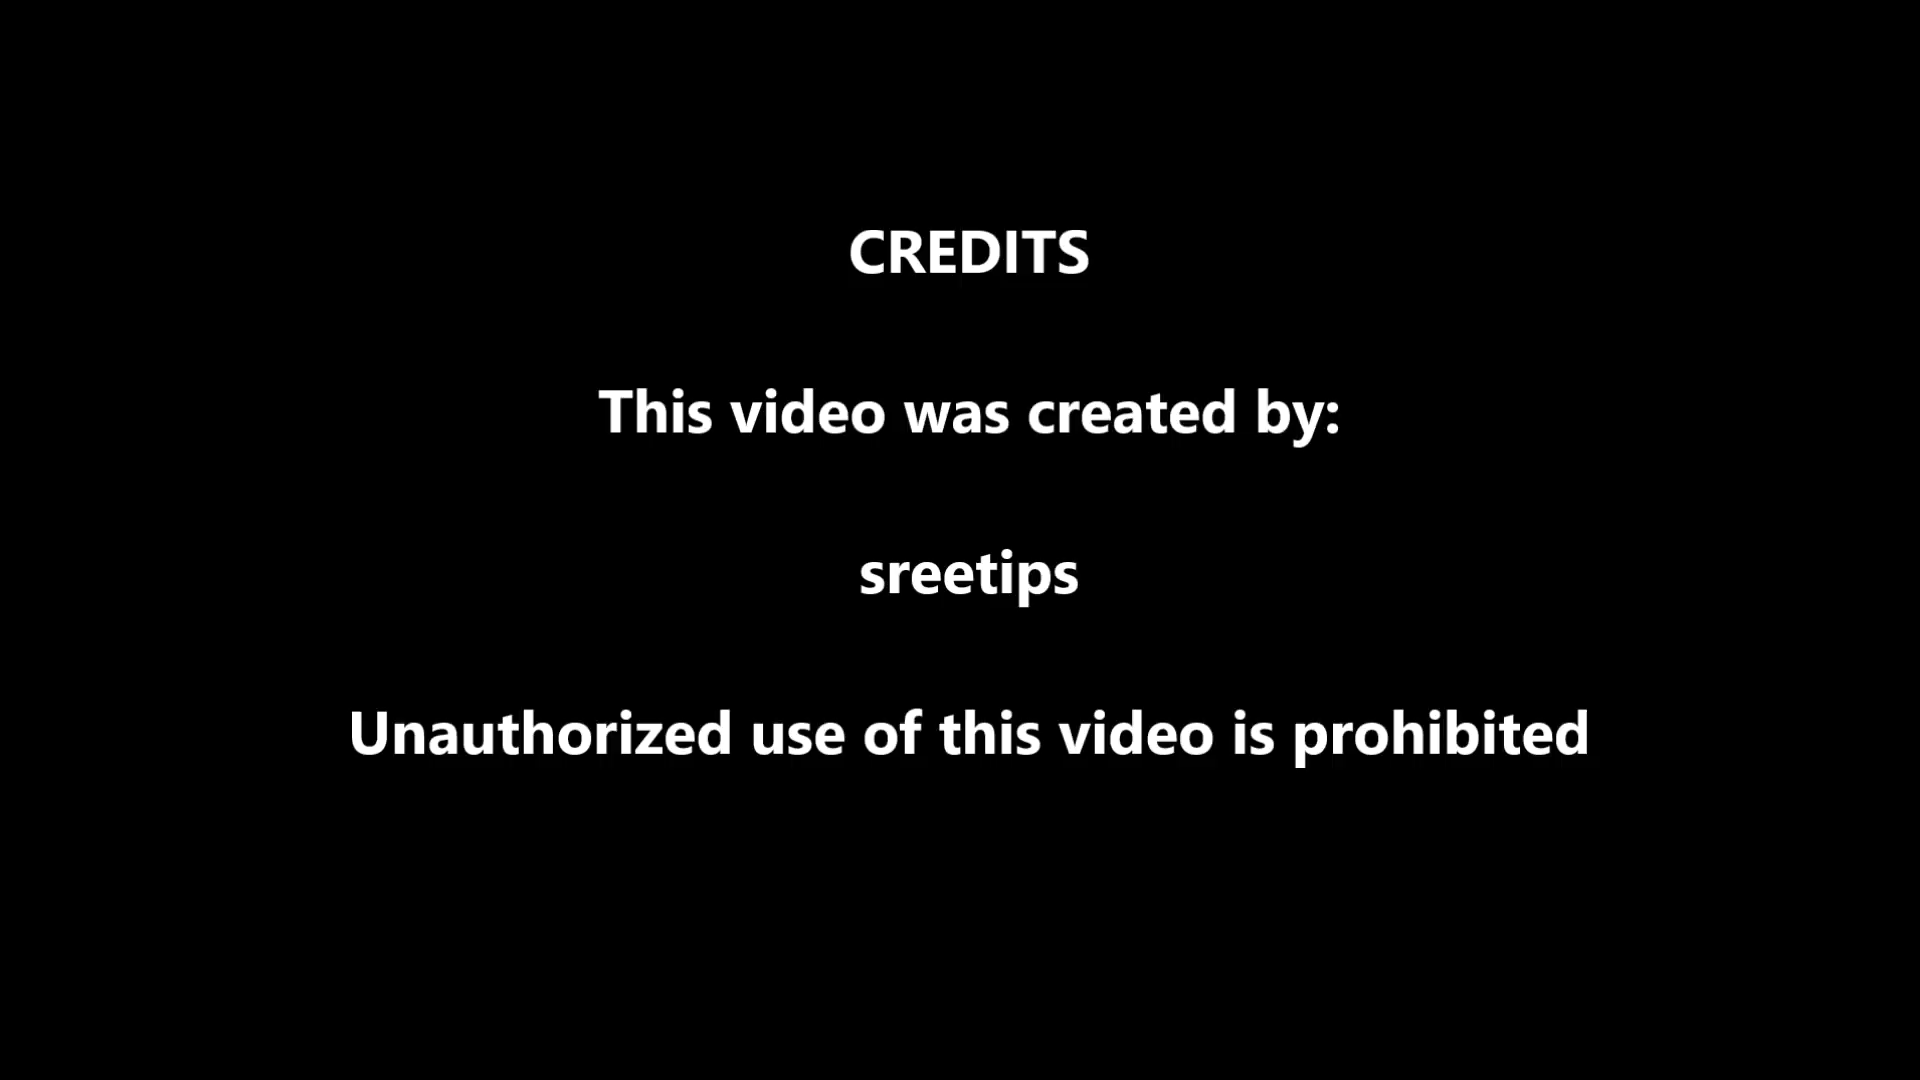 CREDITS
This video was created by:
sreetips
Unauthorized use of this video is prohibited